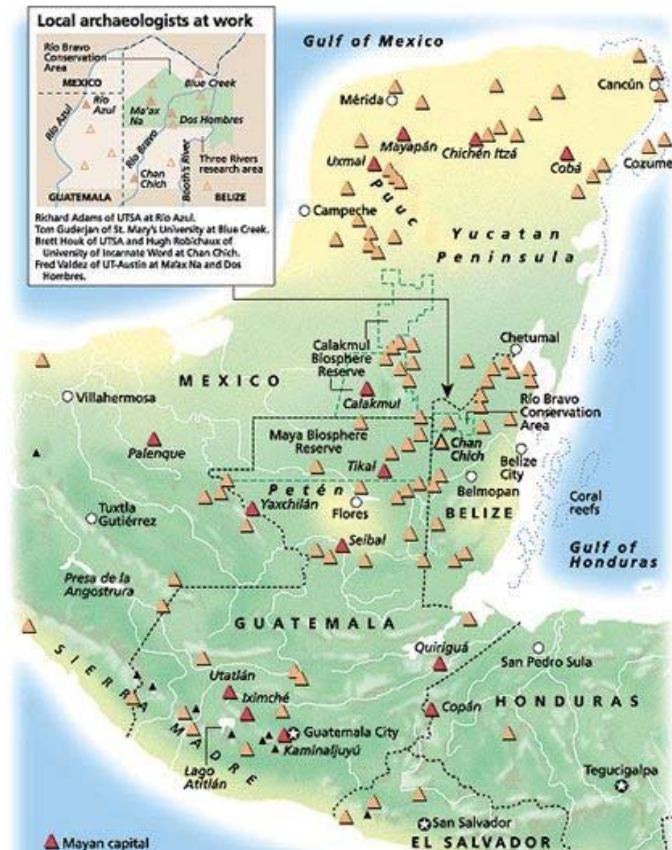 Local archaeologists at work
Río Bravo
Conservation
Area
MEXICO
Blue Creek
Río Azul
Río
Azul
Ma'ax
Na
Dos Hombres
Río Bravo
Booth's River
Three Rivers
research area
Chan
Chich
GUATEMALA
BELIZE
Richard Adams of UTSA at Río Azul.
Tom Guderjan of St. Mary's University at Blue Creek.
Brett Houk of UTSA and Hugh Robichaux of
University of Incarnate Word at Chan Chich.
Fred Valdez of UT-Austin at Ma'ax Na and Dos
Hombres.
Gulf of Mexico
Cancún
Mérida
Mayapán
Chichén Itzá
Uxmal
Cobá
Cozumel
Puuc
Campeche
Yucatan
Peninsula
Calakmul
Biosphere
Reserve
Chetumal
MEXICO
Villahermosa
Calakmul
Río Bravo
Conservation
Area
Maya Biosphere
Reserve
Chan
Chich
Palenque
Tikal
Belize
City
Petén
Belmopan
Yaxchilán
Flores
BELIZE
Coral
reefs
Tuxtla
Gutiérrez
Seibal
Gulf of
Honduras
Presa de la
Angostrura
GUATEMALA
Quiriguá
San Pedro Sula
SIERRA MADRE
Utatlán
HONDURAS
Iximché
Copán
Guatemala City
Kaminaljuyú
Lago
Atitlán
Tegucigalpa
San Salvador
EL SALVADOR
Mayan capital